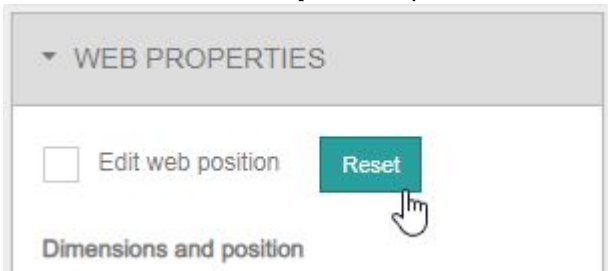 WEB PROPERTIES
Edit web position Reset
Dimensions and position